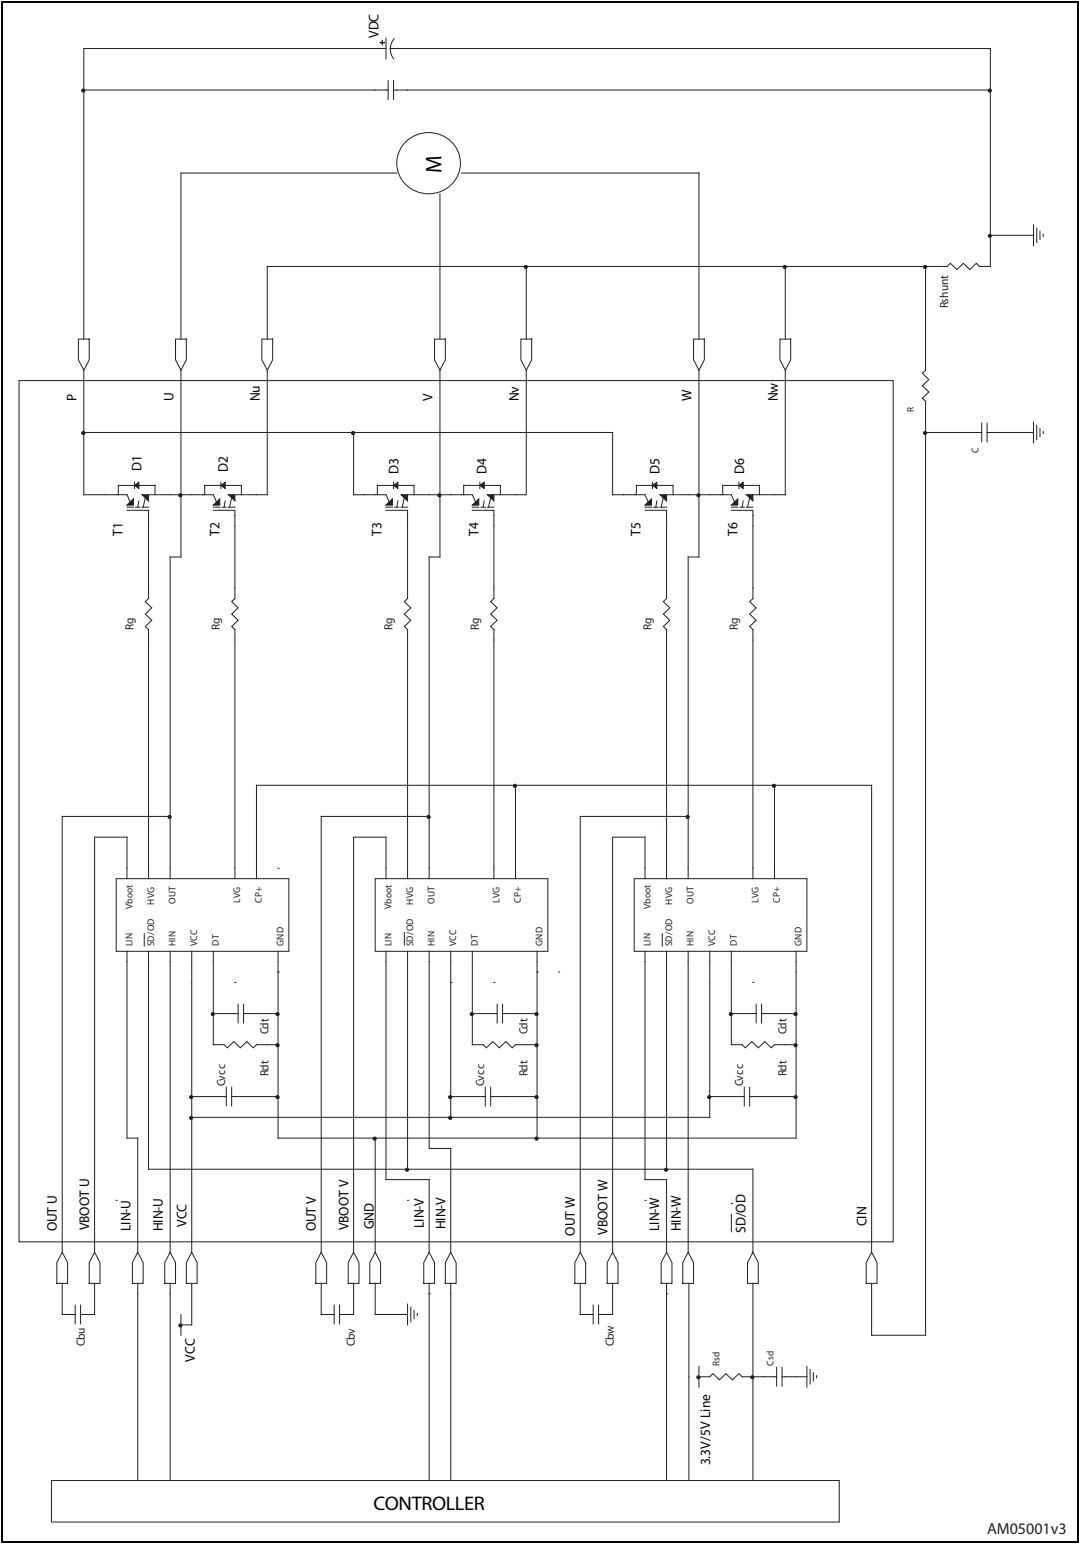 VDC
+
M
Rshunt
R
C
P
U
Nu
V
Nv
W
Nw
D1
D2
D3
D4
D5
D6
T1
T2
T3
T4
T5
T6
Rg
Rg
Rg
Rg
Rg
Rg
Vboot
HVG
OUT
LVG
CP+
LIN
SD/OD
HIN
VCC
DT
GND
Vboot
HVG
OUT
LVG
CP+
LIN
SD/OD
HIN
VCC
DT
GND
Vboot
HVG
OUT
LVG
CP+
LIN
SD/OD
HIN
VCC
DT
GND
Cdt
Rdt
Cvcc
Cdt
Rdt
Cvcc
Cdt
Rdt
Cvcc
OUT U
VBOOT U
LIN-U
HIN-U
VCC
OUT V
VBOOT V
GND
LIN-V
HIN-V
OUT W
VBOOT W
LIN-W
HIN-W
SD/OD
CIN
Cbu
VCC
Cbv
Cbw
Rsd
Csd
3.3V/5V Line
CONTROLLER
AM05001v3